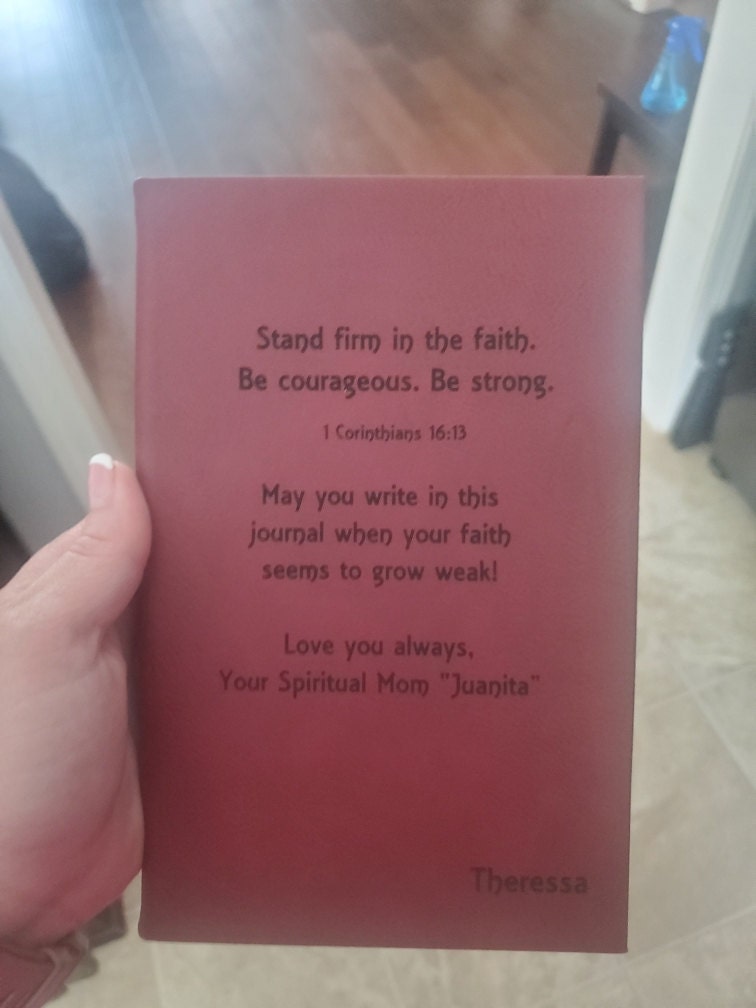 Stand firm in the faith.
Be courageous. Be strong.
1 Corinthians 16:13
May you write in this
journal when your faith
seems to grow weak!
Love you always,
Your Spiritual Mom "Juanita"
Theressa